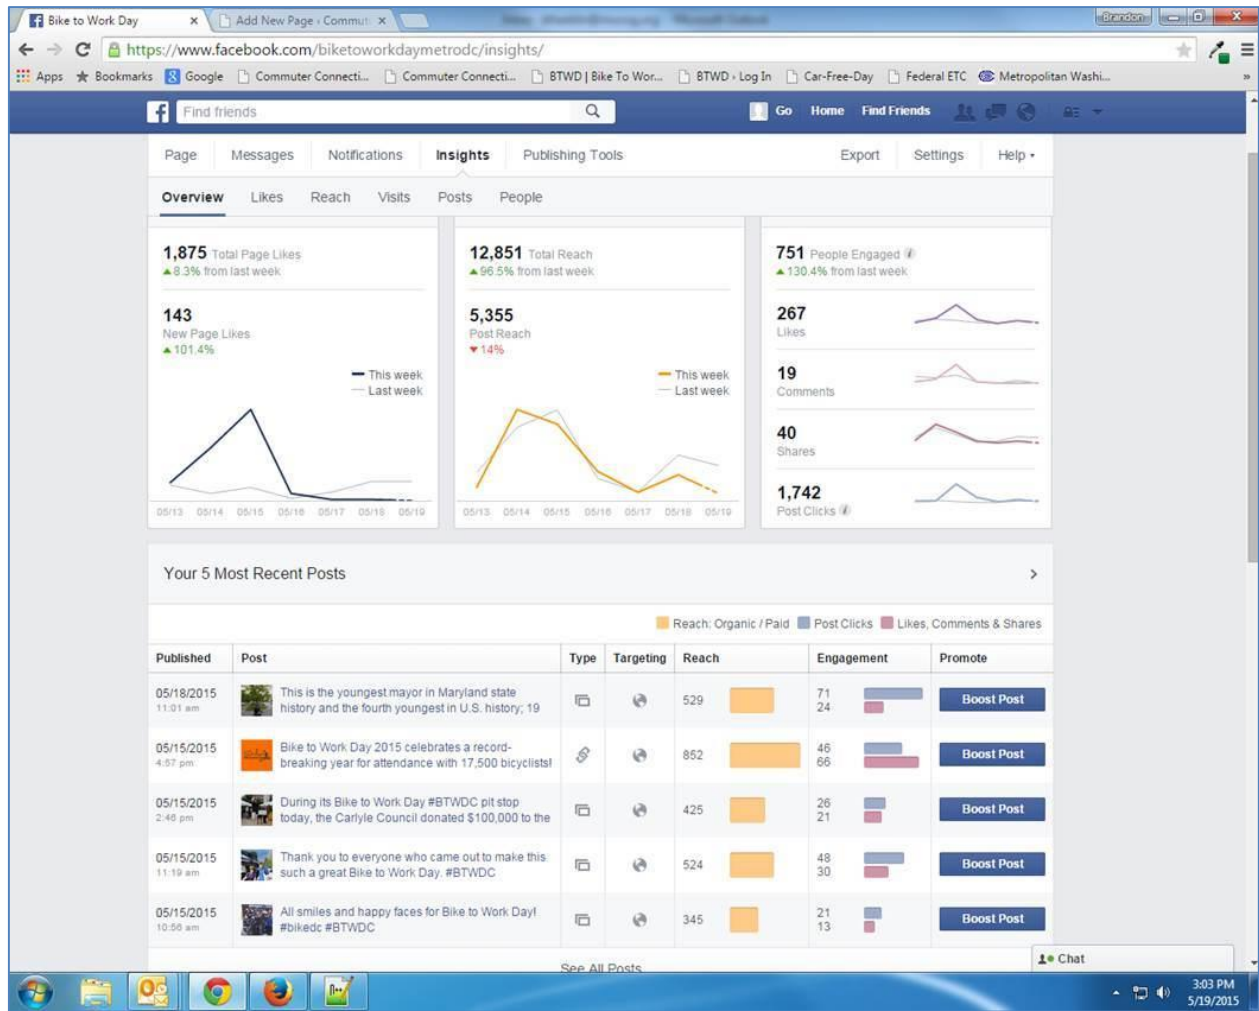 Bike to Work Day
Add New Page ‹ Commuti
Brandon
https://www.facebook.com/biketoworkdaymetrodc/insights/
Apps Bookmarks Google Commuter Connecti... Commuter Connecti... BTWD | Bike To Wor... BTWD › Log In Car-Free-Day Federal ETC Metropolitan Washi... »
Find friends Go Home Find Friends
Page Messages Notifications Insights Publishing Tools Export Settings Help
Overview Likes Reach Visits Posts People
1,875 Total Page Likes
8.3% from last week
143
New Page Likes
101.4%
This week
Last week
05/13 05/14 05/15 05/16 05/17 05/18 05/19
12,851 Total Reach
96.5% from last week
5,355
Post Reach
14%
This week
Last week
05/13 05/14 05/15 05/16 05/17 05/18 05/19
751 People Engaged
130.4% from last week
267
Likes
19
Comments
40
Shares
1,742
Post Clicks
Your 5 Most Recent Posts
Reach: Organic / Paid Post Clicks Likes, Comments & Shares
Published Post Type Targeting Reach Engagement Promote
05/18/2015
11:01 am
This is the youngest mayor in Maryland state
history and the fourth youngest in U.S. history; 19
529
71
24
Boost Post
05/15/2015
4:57 pm
Bike to Work Day 2015 celebrates a record-
breaking year for attendance with 17,500 bicyclists!
852
46
66
Boost Post
05/15/2015
2:46 pm
During its Bike to Work Day #BTWDC pit stop
today, the Carlyle Council donated $100,000 to the
425
26
21
Boost Post
05/15/2015
11:19 am
Thank you to everyone who came out to make this
such a great Bike to Work Day. #BTWDC
524
48
30
Boost Post
05/15/2015
10:56 am
All smiles and happy faces for Bike to Work Day!
#bikedc #BTWDC
345
21
13
Boost Post
See All Posts
Chat
3:03 PM
5/19/2015